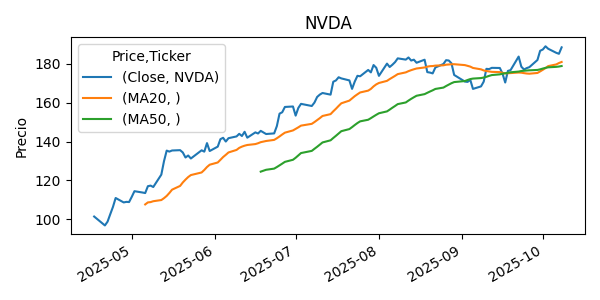 NVDA
Price,Ticker
(Close, NVDA)
(MA20, )
(MA50, )
Precio
180
160
140
120
100
2025-05
2025-06
2025-07
2025-08
2025-09
2025-10